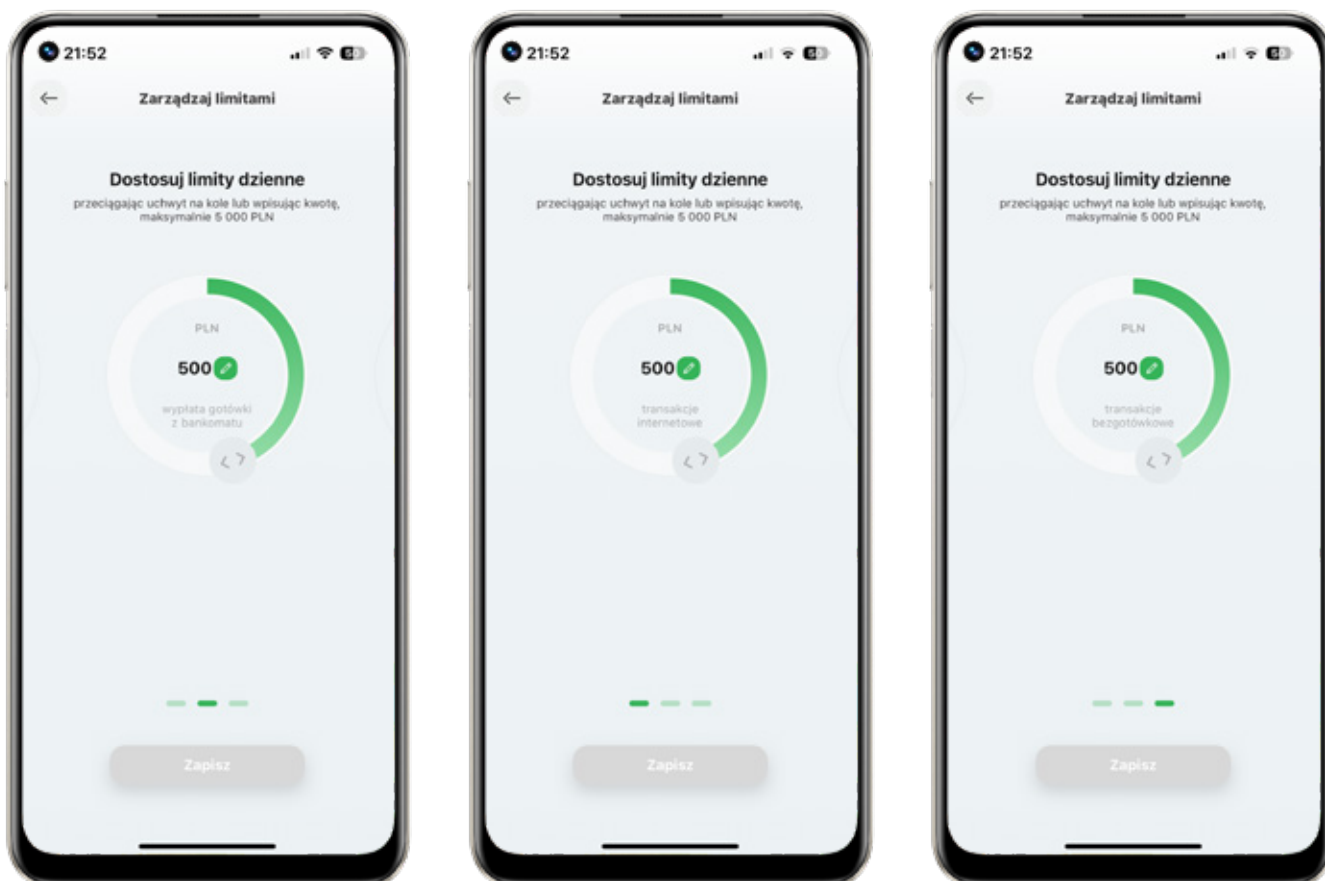 21:52
Zarządzaj limitami
Dostosuj limity dzienne
przeciągając uchwyt na kole lub wpisując kwotę,
maksymalnie 5 000 PLN
PLN
500
wypłata gotówki
z bankomatu
Zapisz
21:52
Zarządzaj limitami
Dostosuj limity dzienne
przeciągając uchwyt na kole lub wpisując kwotę,
maksymalnie 5 000 PLN
PLN
500
transakcje
internetowe
Zapisz
21:52
Zarządzaj limitami
Dostosuj limity dzienne
przeciągając uchwyt na kole lub wpisując kwotę,
maksymalnie 5 000 PLN
PLN
500
transakcje
bezgotówkowe
Zapisz